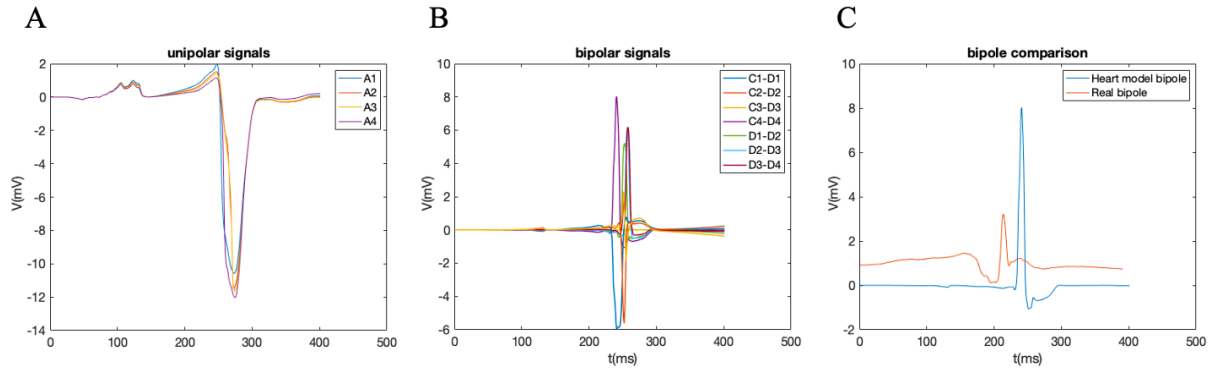 A
unipolar signals
V(mV)
2
0
-2
-4
-6
-8
-10
-12
-14
0
100
200
300
400
500
A1
A2
A3
A4
B
bipolar signals
V(mV)
10
8
6
4
2
0
-2
-4
-6
0
100
200
300
400
500
t(ms)
C1-D1
C2-D2
C3-D3
C4-D4
D1-D2
D2-D3
D3-D4
C
bipole comparison
V(mV)
10
8
6
4
2
0
-2
0
100
200
300
400
500
t(ms)
Heart model bipole
Real bipole